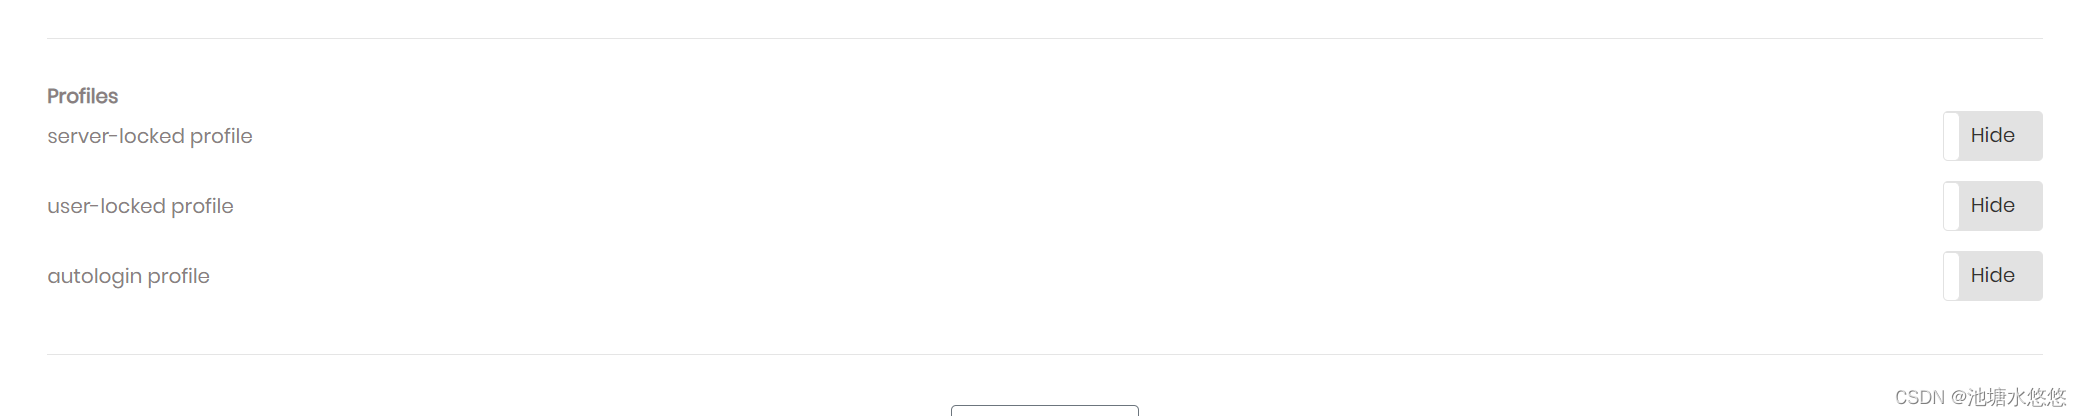 Profiles
server-locked profile
Hide
user-locked profile
Hide
autologin profile
Hide
CSDN @池塘水悠悠